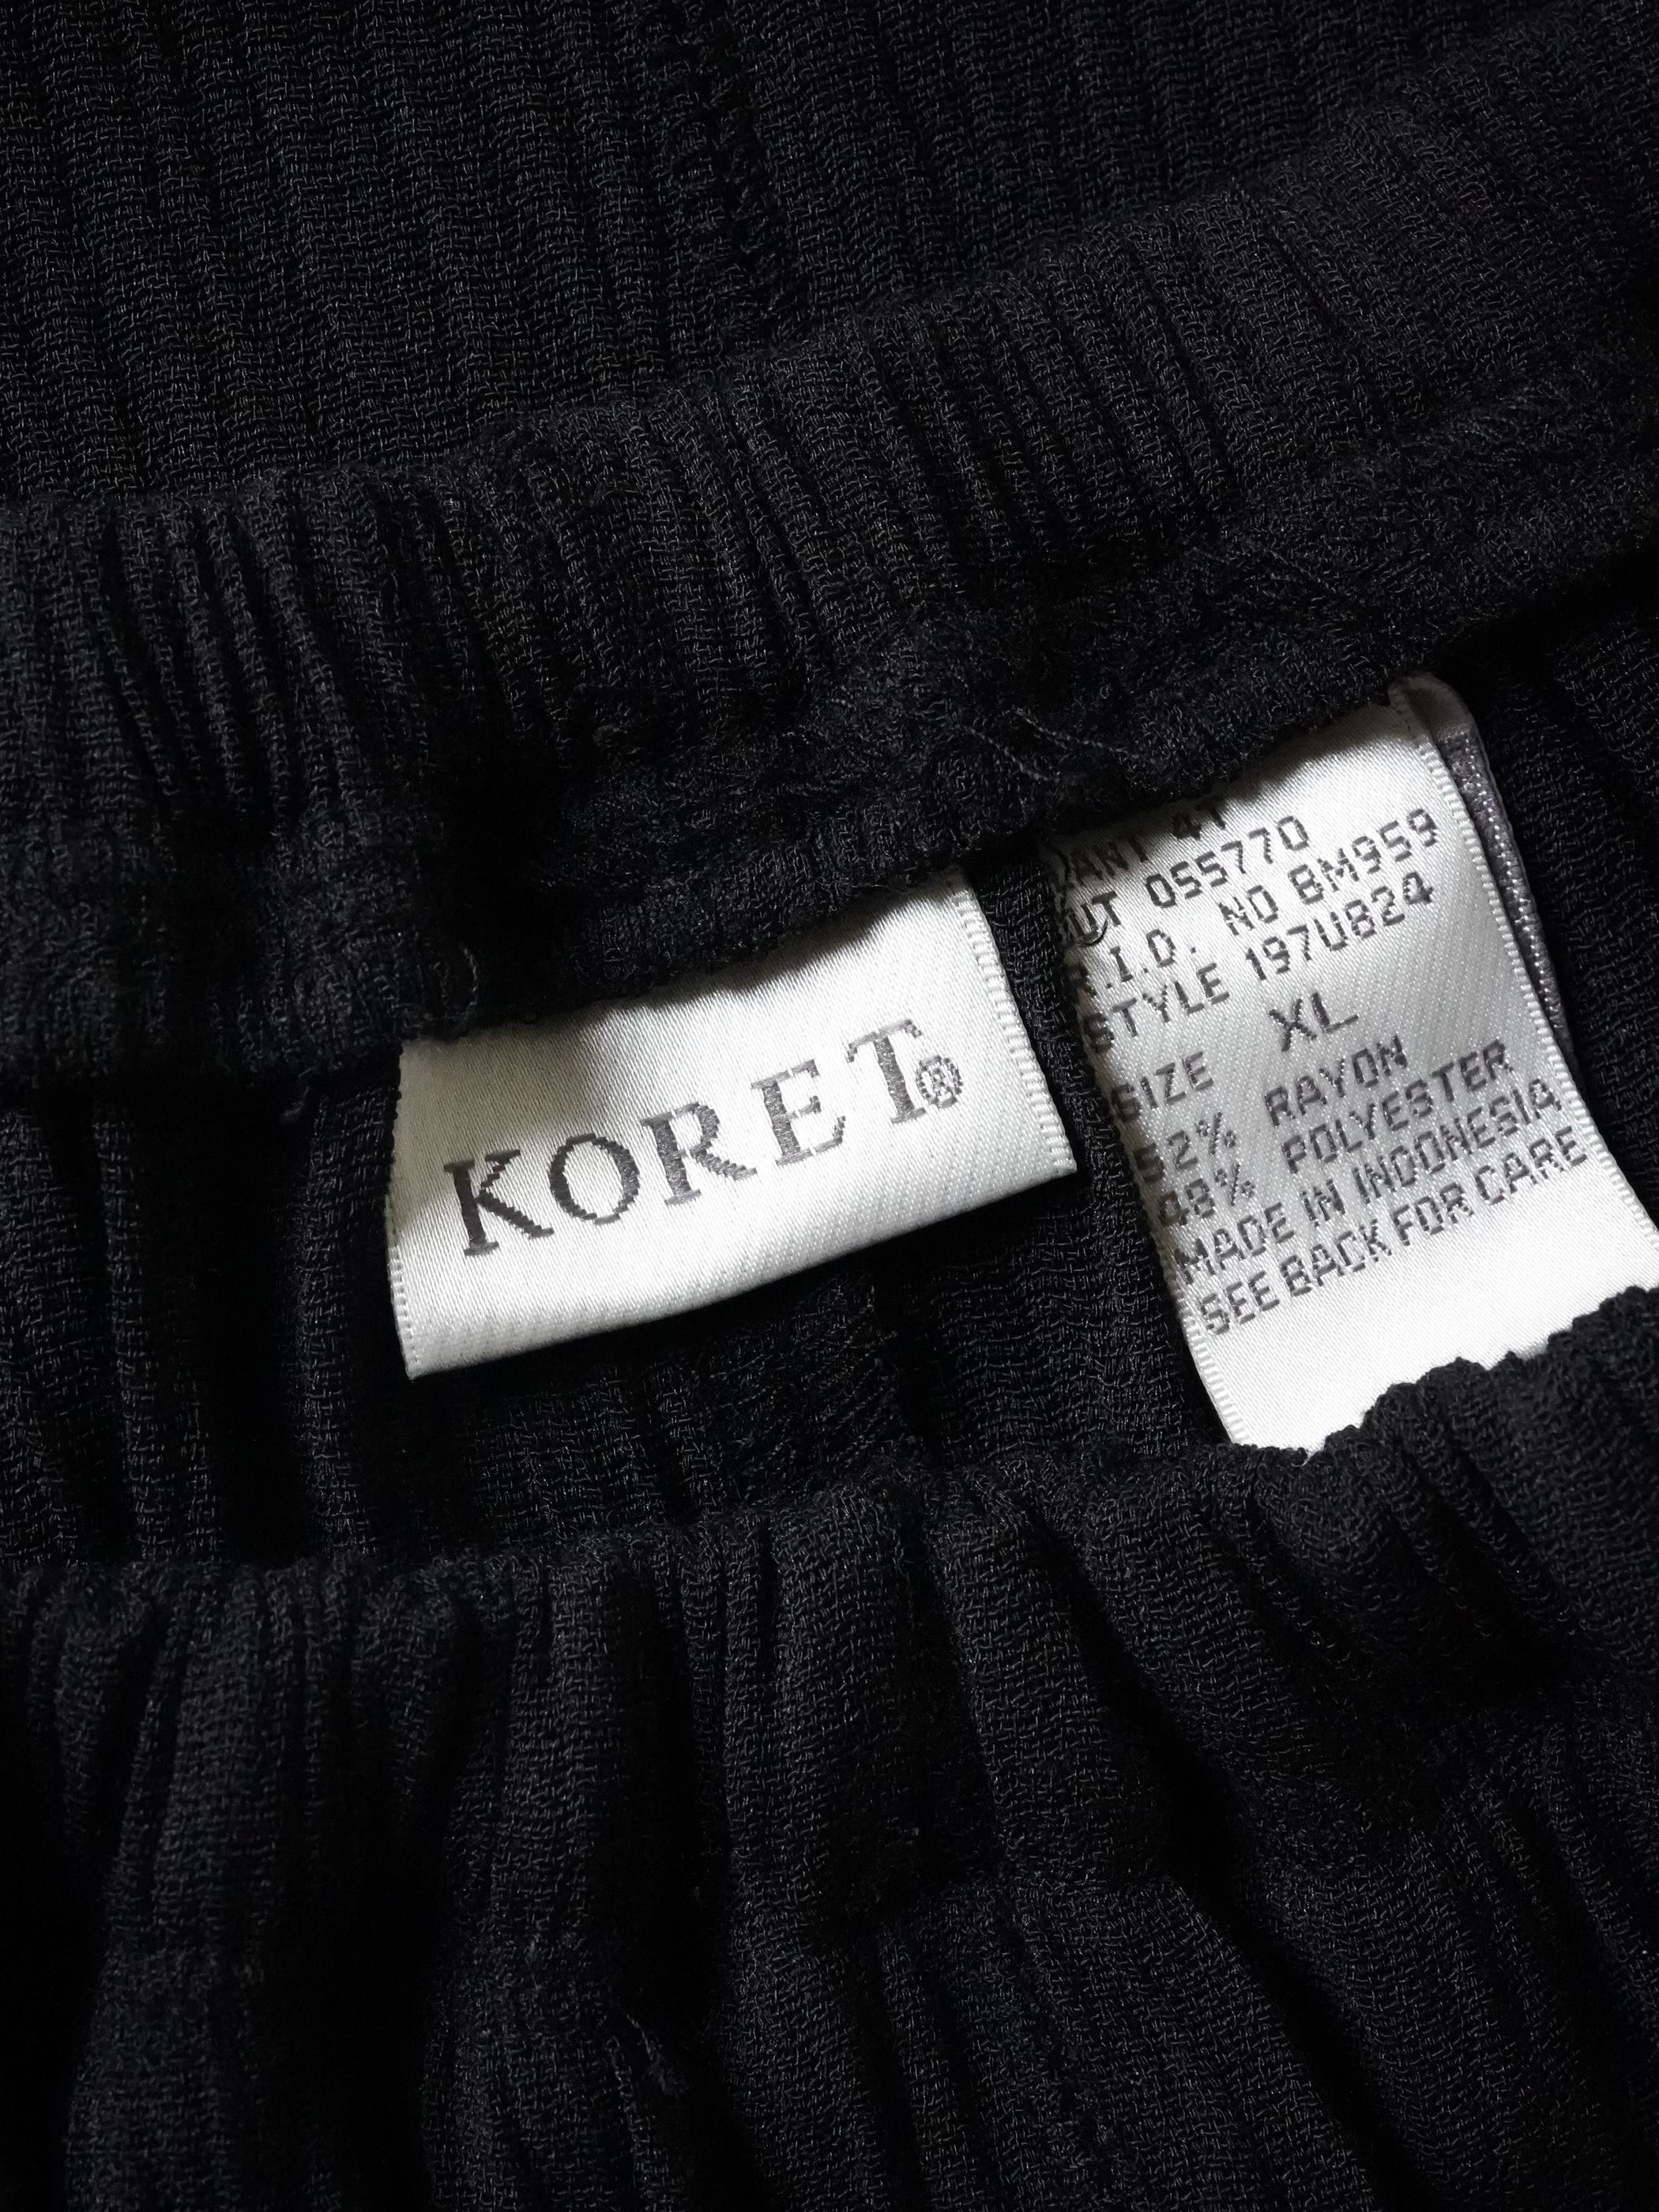 KORET®
ANT 4T
UT 055770
R.I.D. NO BM959
STYLE 197U824
SIZE XL
52% RAYON
48% POLYESTER
MADE IN INDONESIA
SEE BACK FOR CARE